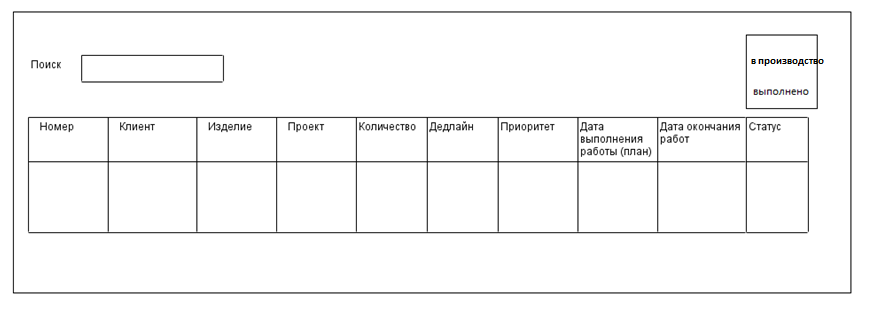 в производство
Поиск
выполнено
Номер
Клиент
Изделие
Проект
Количество
Дедлайн
Приоритет
Дата
выполнения
работы (план)
Дата окончания
работ
Статус